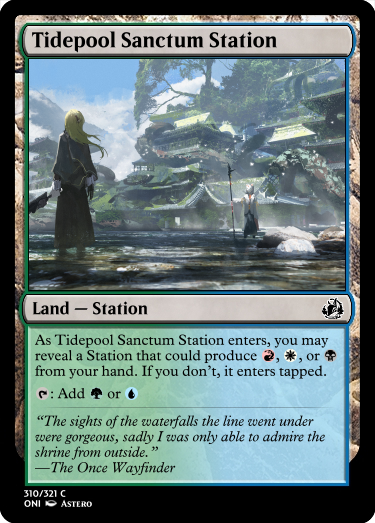 Tidepool Sanctum Station
Land — Station
As Tidepool Sanctum Station enters, you may
reveal a Station that could produce , , or
from your hand. If you don't, it enters tapped.
: Add or
"The sights of the waterfalls the line went under
were gorgeous, sadly I was only able to admire the
shrine from outside."
—The Once Wayfinder
310/321 C
ONI Astero